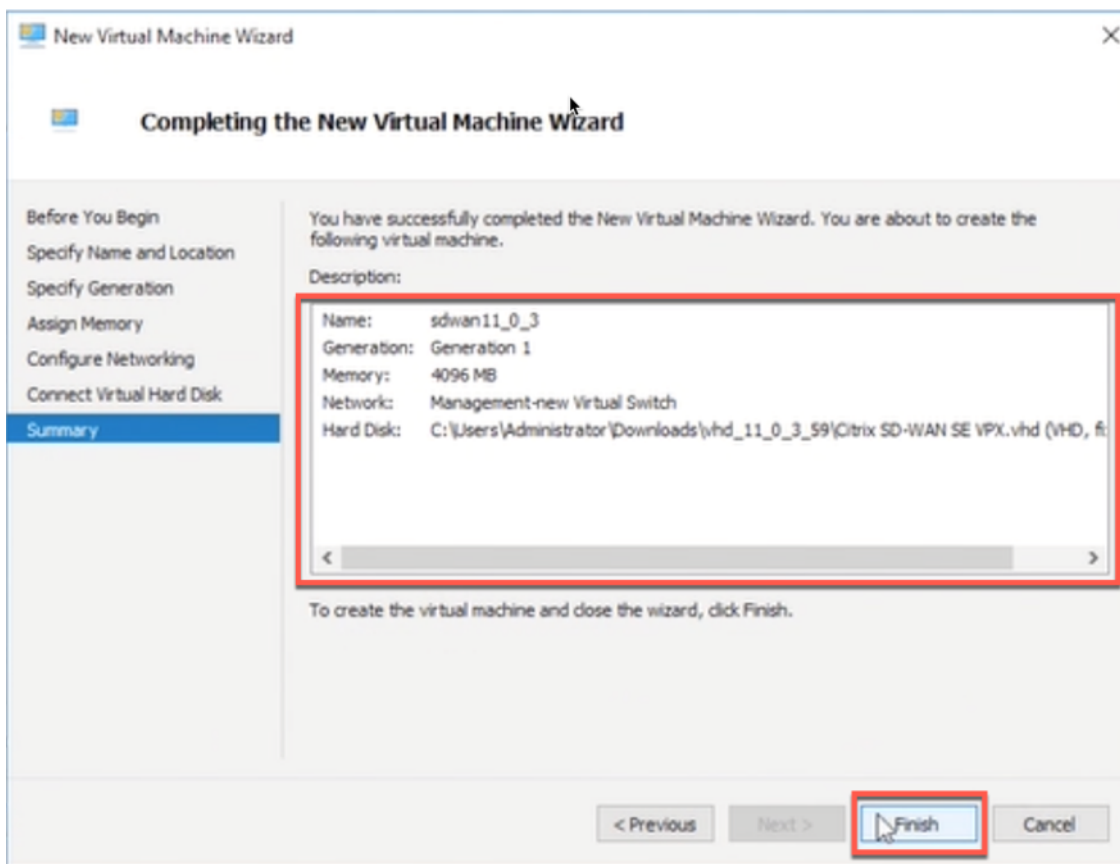 New Virtual Machine Wizard
Completing the New Virtual Machine Wizard
Before You Begin
Specify Name and Location
Specify Generation
Assign Memory
Configure Networking
Connect Virtual Hard Disk
Summary
You have successfully completed the New Virtual Machine Wizard. You are about to create the
following virtual machine.
Description:
Name: sdwan11_0_3
Generation: Generation 1
Memory: 4096 MB
Network: Management-new Virtual Switch
Hard Disk: C:\Users\Administrator\Downloads\vhd_11_0_3_59\Citrix SD-WAN SE VPX.vhd (VHD, fi
To create the virtual machine and close the wizard, click Finish.
< Previous
Next >
Finish
Cancel